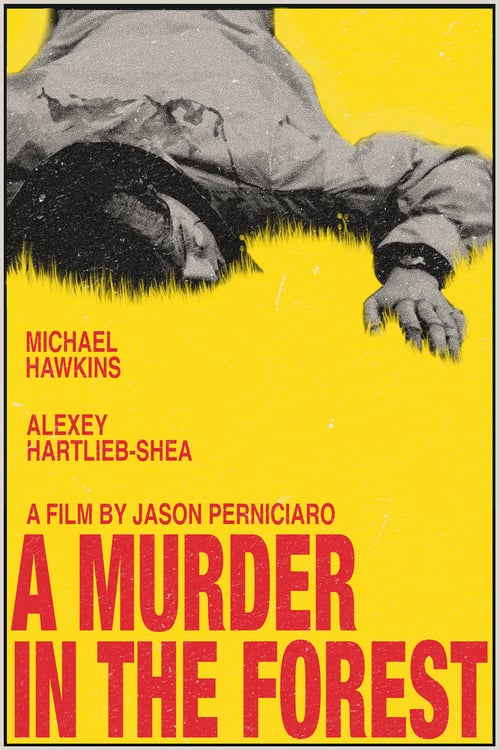 MICHAEL
HAWKINS
ALEXEY
HARTLIEB-SHEA
A FILM BY JASON PERNICIARO
A MURDER
IN THE FOREST